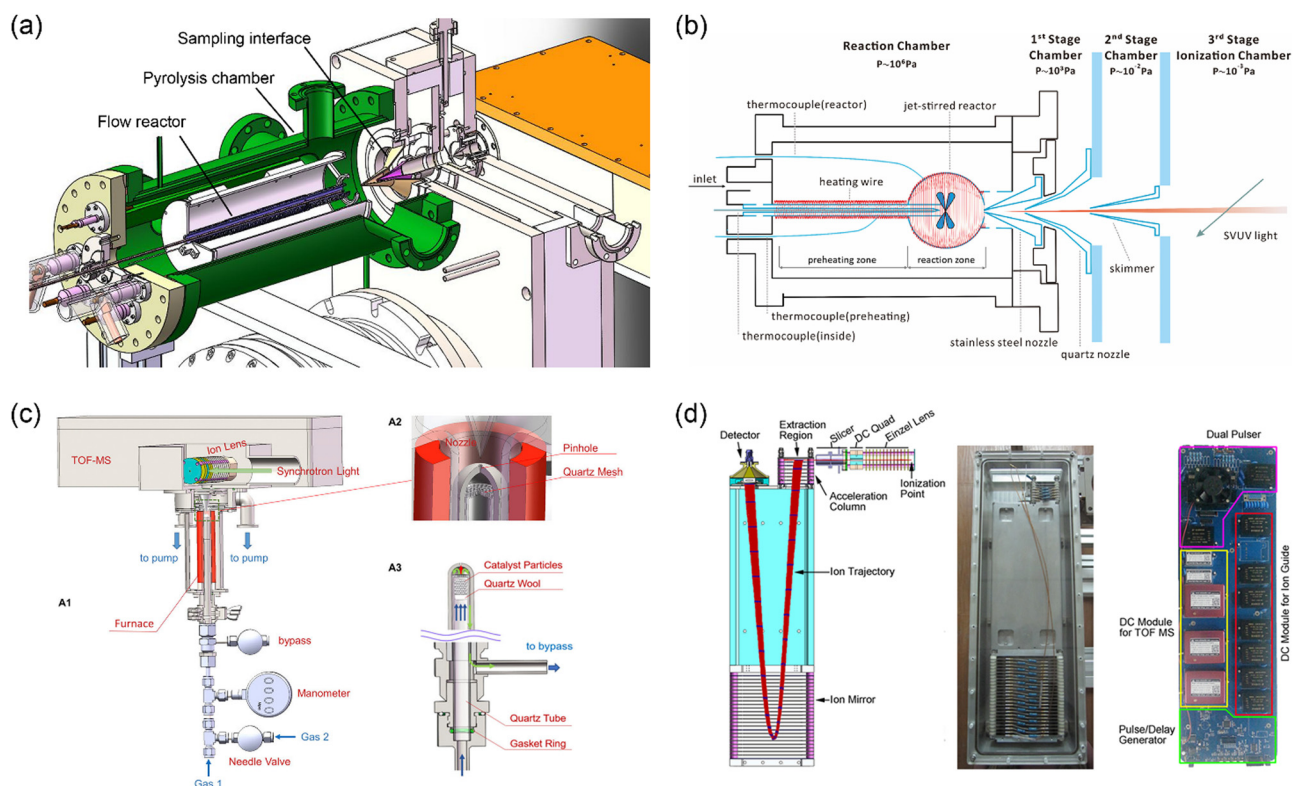 (a)
Sampling interface
Pyrolysis chamber
Flow reactor
(b)
Reaction Chamber
P~10⁶Pa
1st Stage
Chamber
P~10³Pa
2nd Stage
Chamber
P~10⁻²Pa
3rd Stage
Ionization Chamber
P~10⁻³Pa
thermocouple(reactor)
jet-stirred reactor
inlet
heating wire
SVUV light
preheating zone
reaction zone
skimmer
thermocouple(preheating)
thermocouple(inside)
stainless steel nozzle
quartz nozzle
(c)
TOF-MS
Ion Lens
Synchrotron Light
to pump
to pump
A1
Furnace
bypass
Manometer
Gas 2
Needle Valve
Gas 1
A2
Nozzle
Pinhole
Quartz Mesh
A3
Catalyst Particles
Quartz Wool
to bypass
Quartz Tube
Gasket Ring
(d)
Detector
Extraction
Region
Slicer
DC Quad
Einzel Lens
Ionization
Point
Acceleration
Column
Ion Trajectory
Ion Mirror
Dual Pulser
DC Module
for TOF MS
DC Module for Ion Guide
Pulse/Delay
Generator